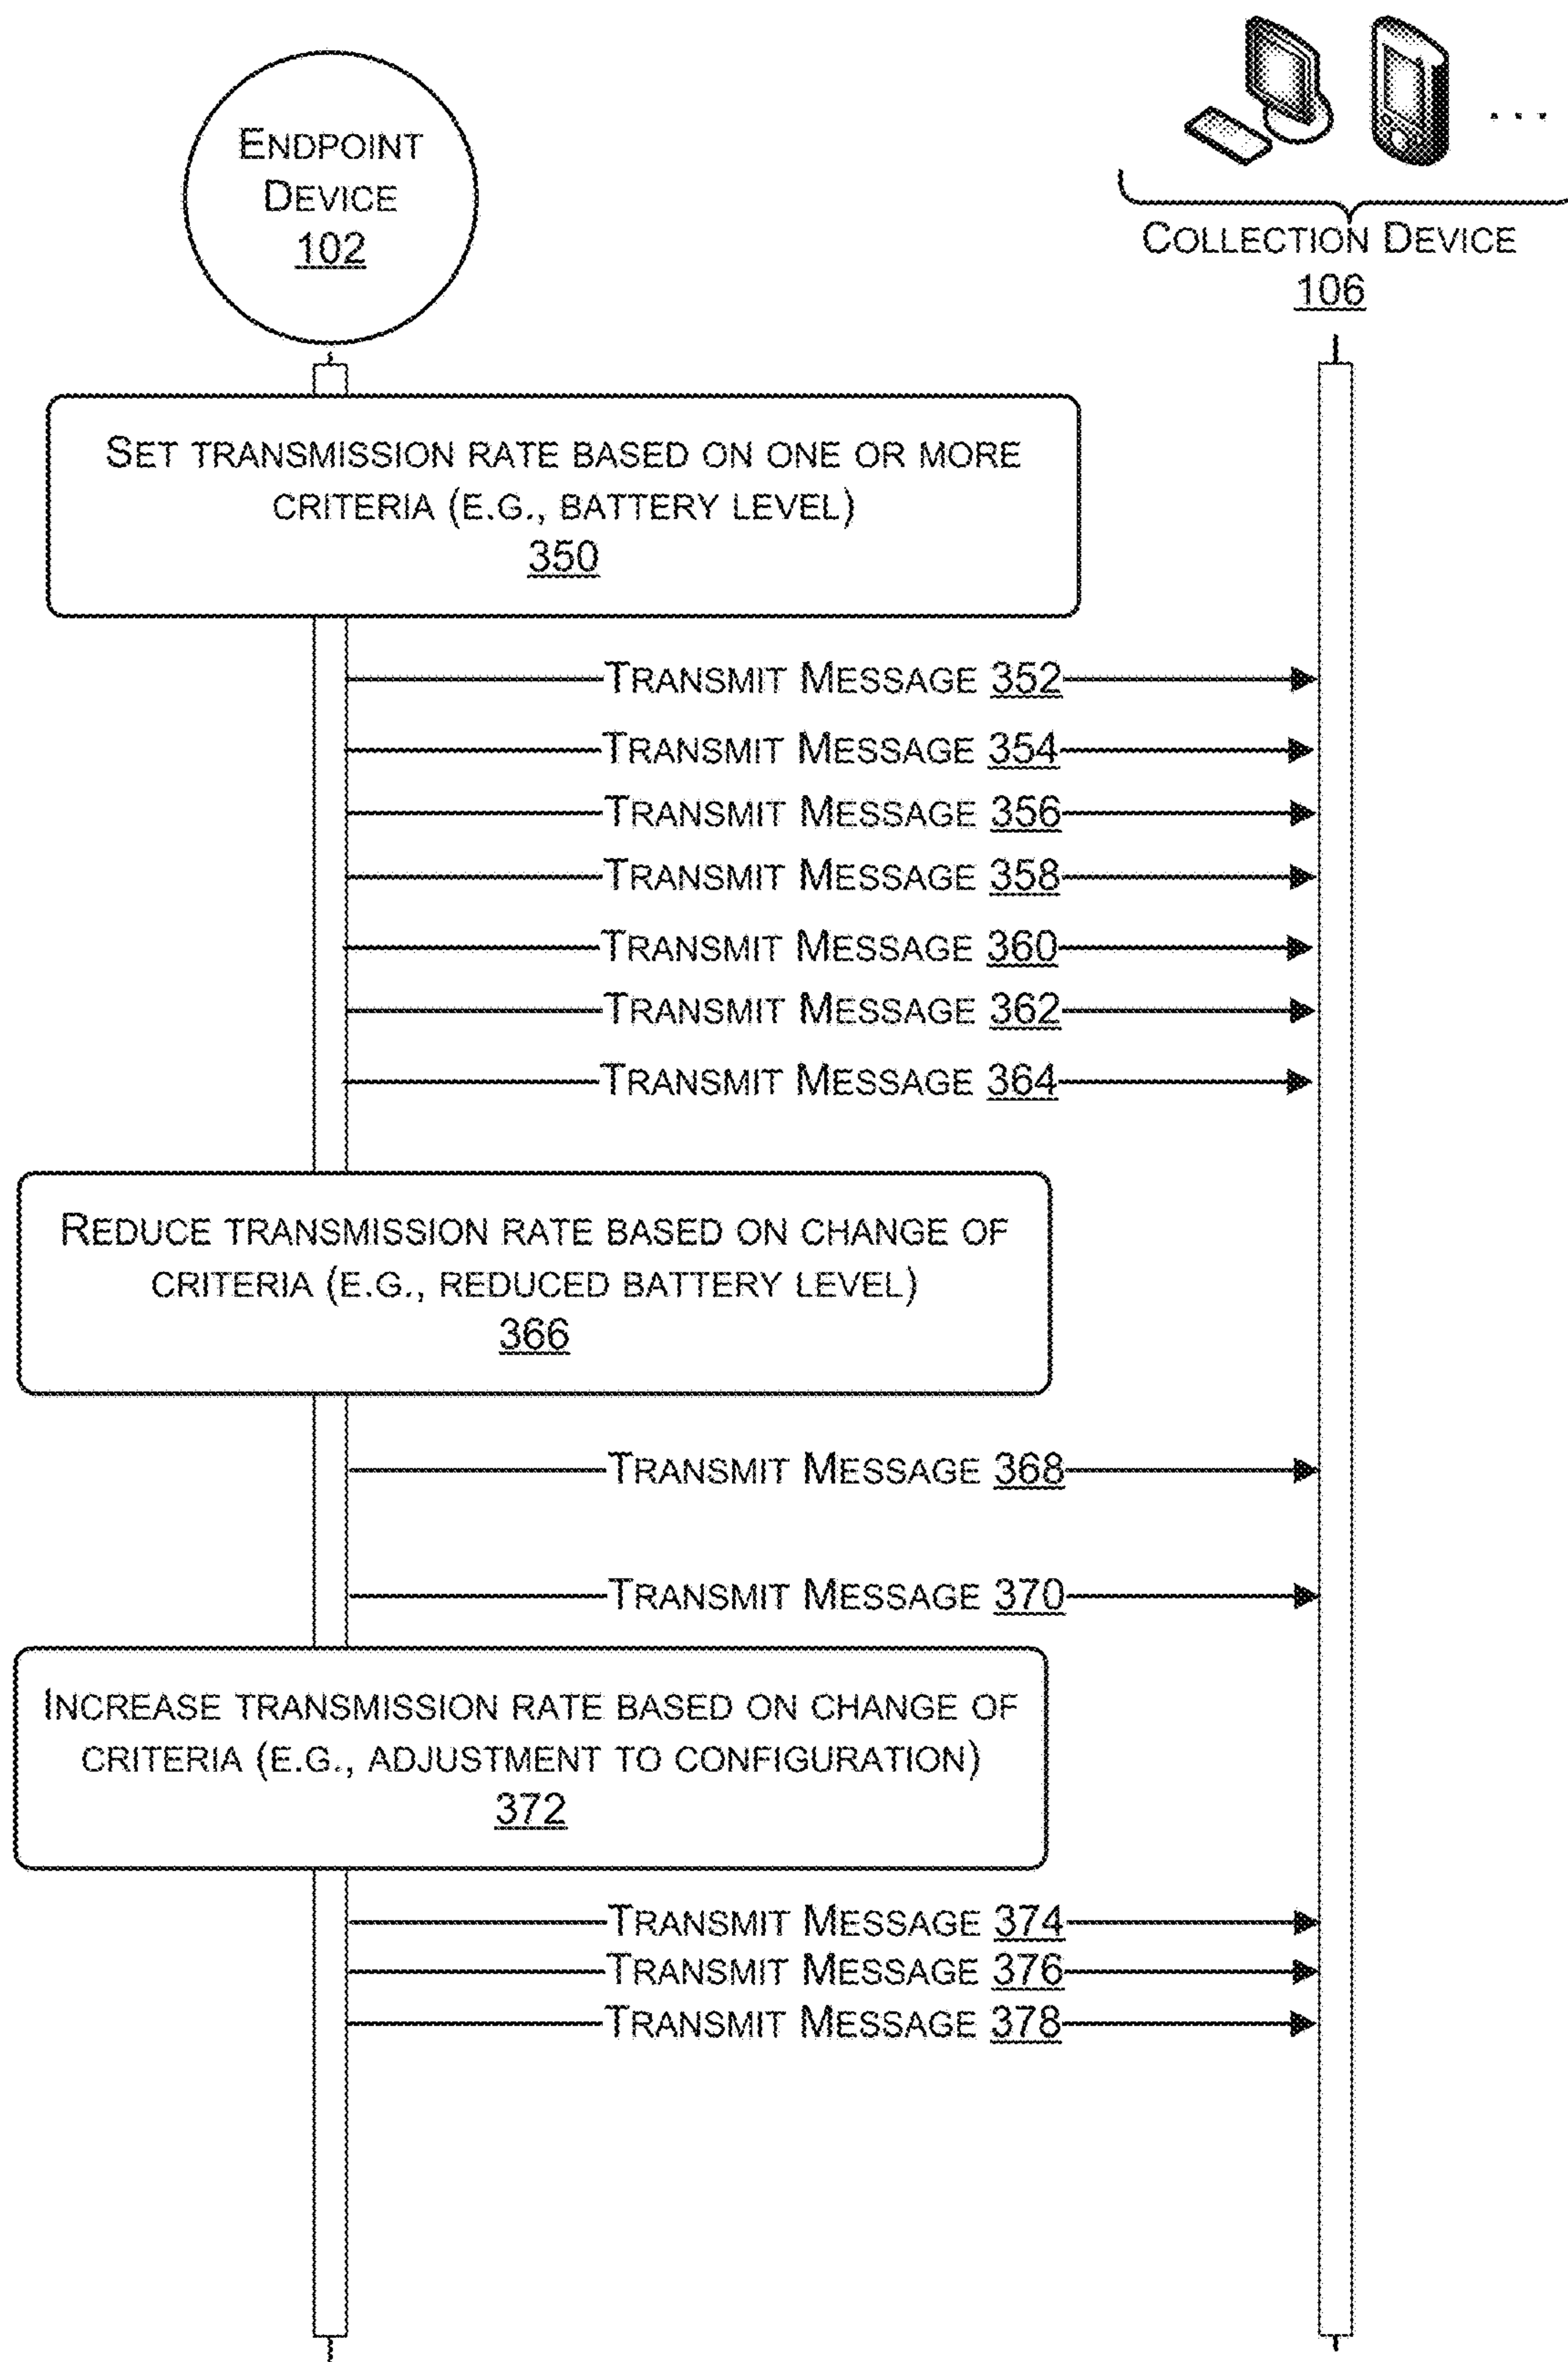 ENDPOINT
DEVICE
102
...
COLLECTION DEVICE
106
SET TRANSMISSION RATE BASED ON ONE OR MORE
CRITERIA (E.G., BATTERY LEVEL)
350
TRANSMIT MESSAGE 352
TRANSMIT MESSAGE 354
TRANSMIT MESSAGE 356
TRANSMIT MESSAGE 358
TRANSMIT MESSAGE 360
TRANSMIT MESSAGE 362
TRANSMIT MESSAGE 364
REDUCE TRANSMISSION RATE BASED ON CHANGE OF
CRITERIA (E.G., REDUCED BATTERY LEVEL)
366
TRANSMIT MESSAGE 368
TRANSMIT MESSAGE 370
INCREASE TRANSMISSION RATE BASED ON CHANGE OF
CRITERIA (E.G., ADJUSTMENT TO CONFIGURATION)
372
TRANSMIT MESSAGE 374
TRANSMIT MESSAGE 376
TRANSMIT MESSAGE 378